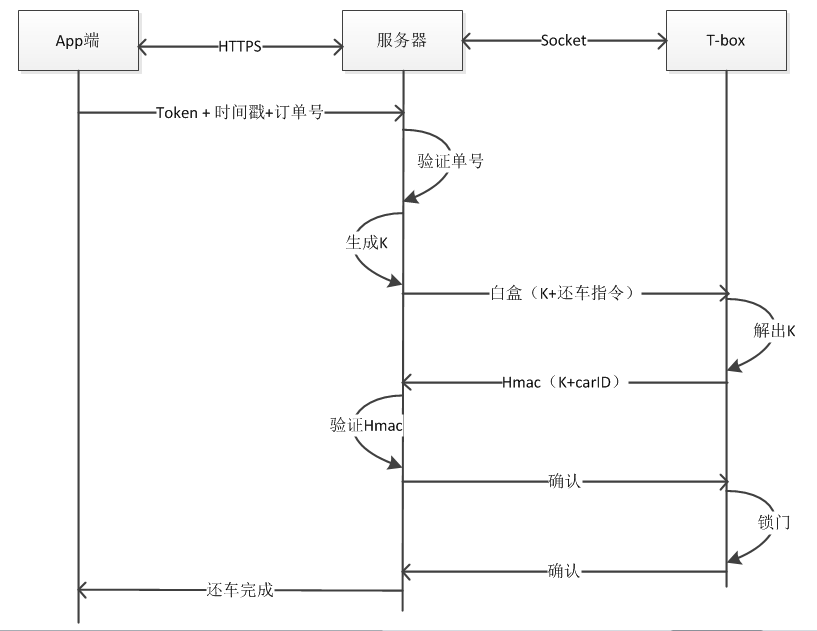 App端
HTTPS
服务器
Socket
T-box
Token + 时间戳+订单号
验证单号
生成K
白盒（K+还车指令）
解出K
Hmac（K+carID）
验证Hmac
确认
锁门
确认
还车完成